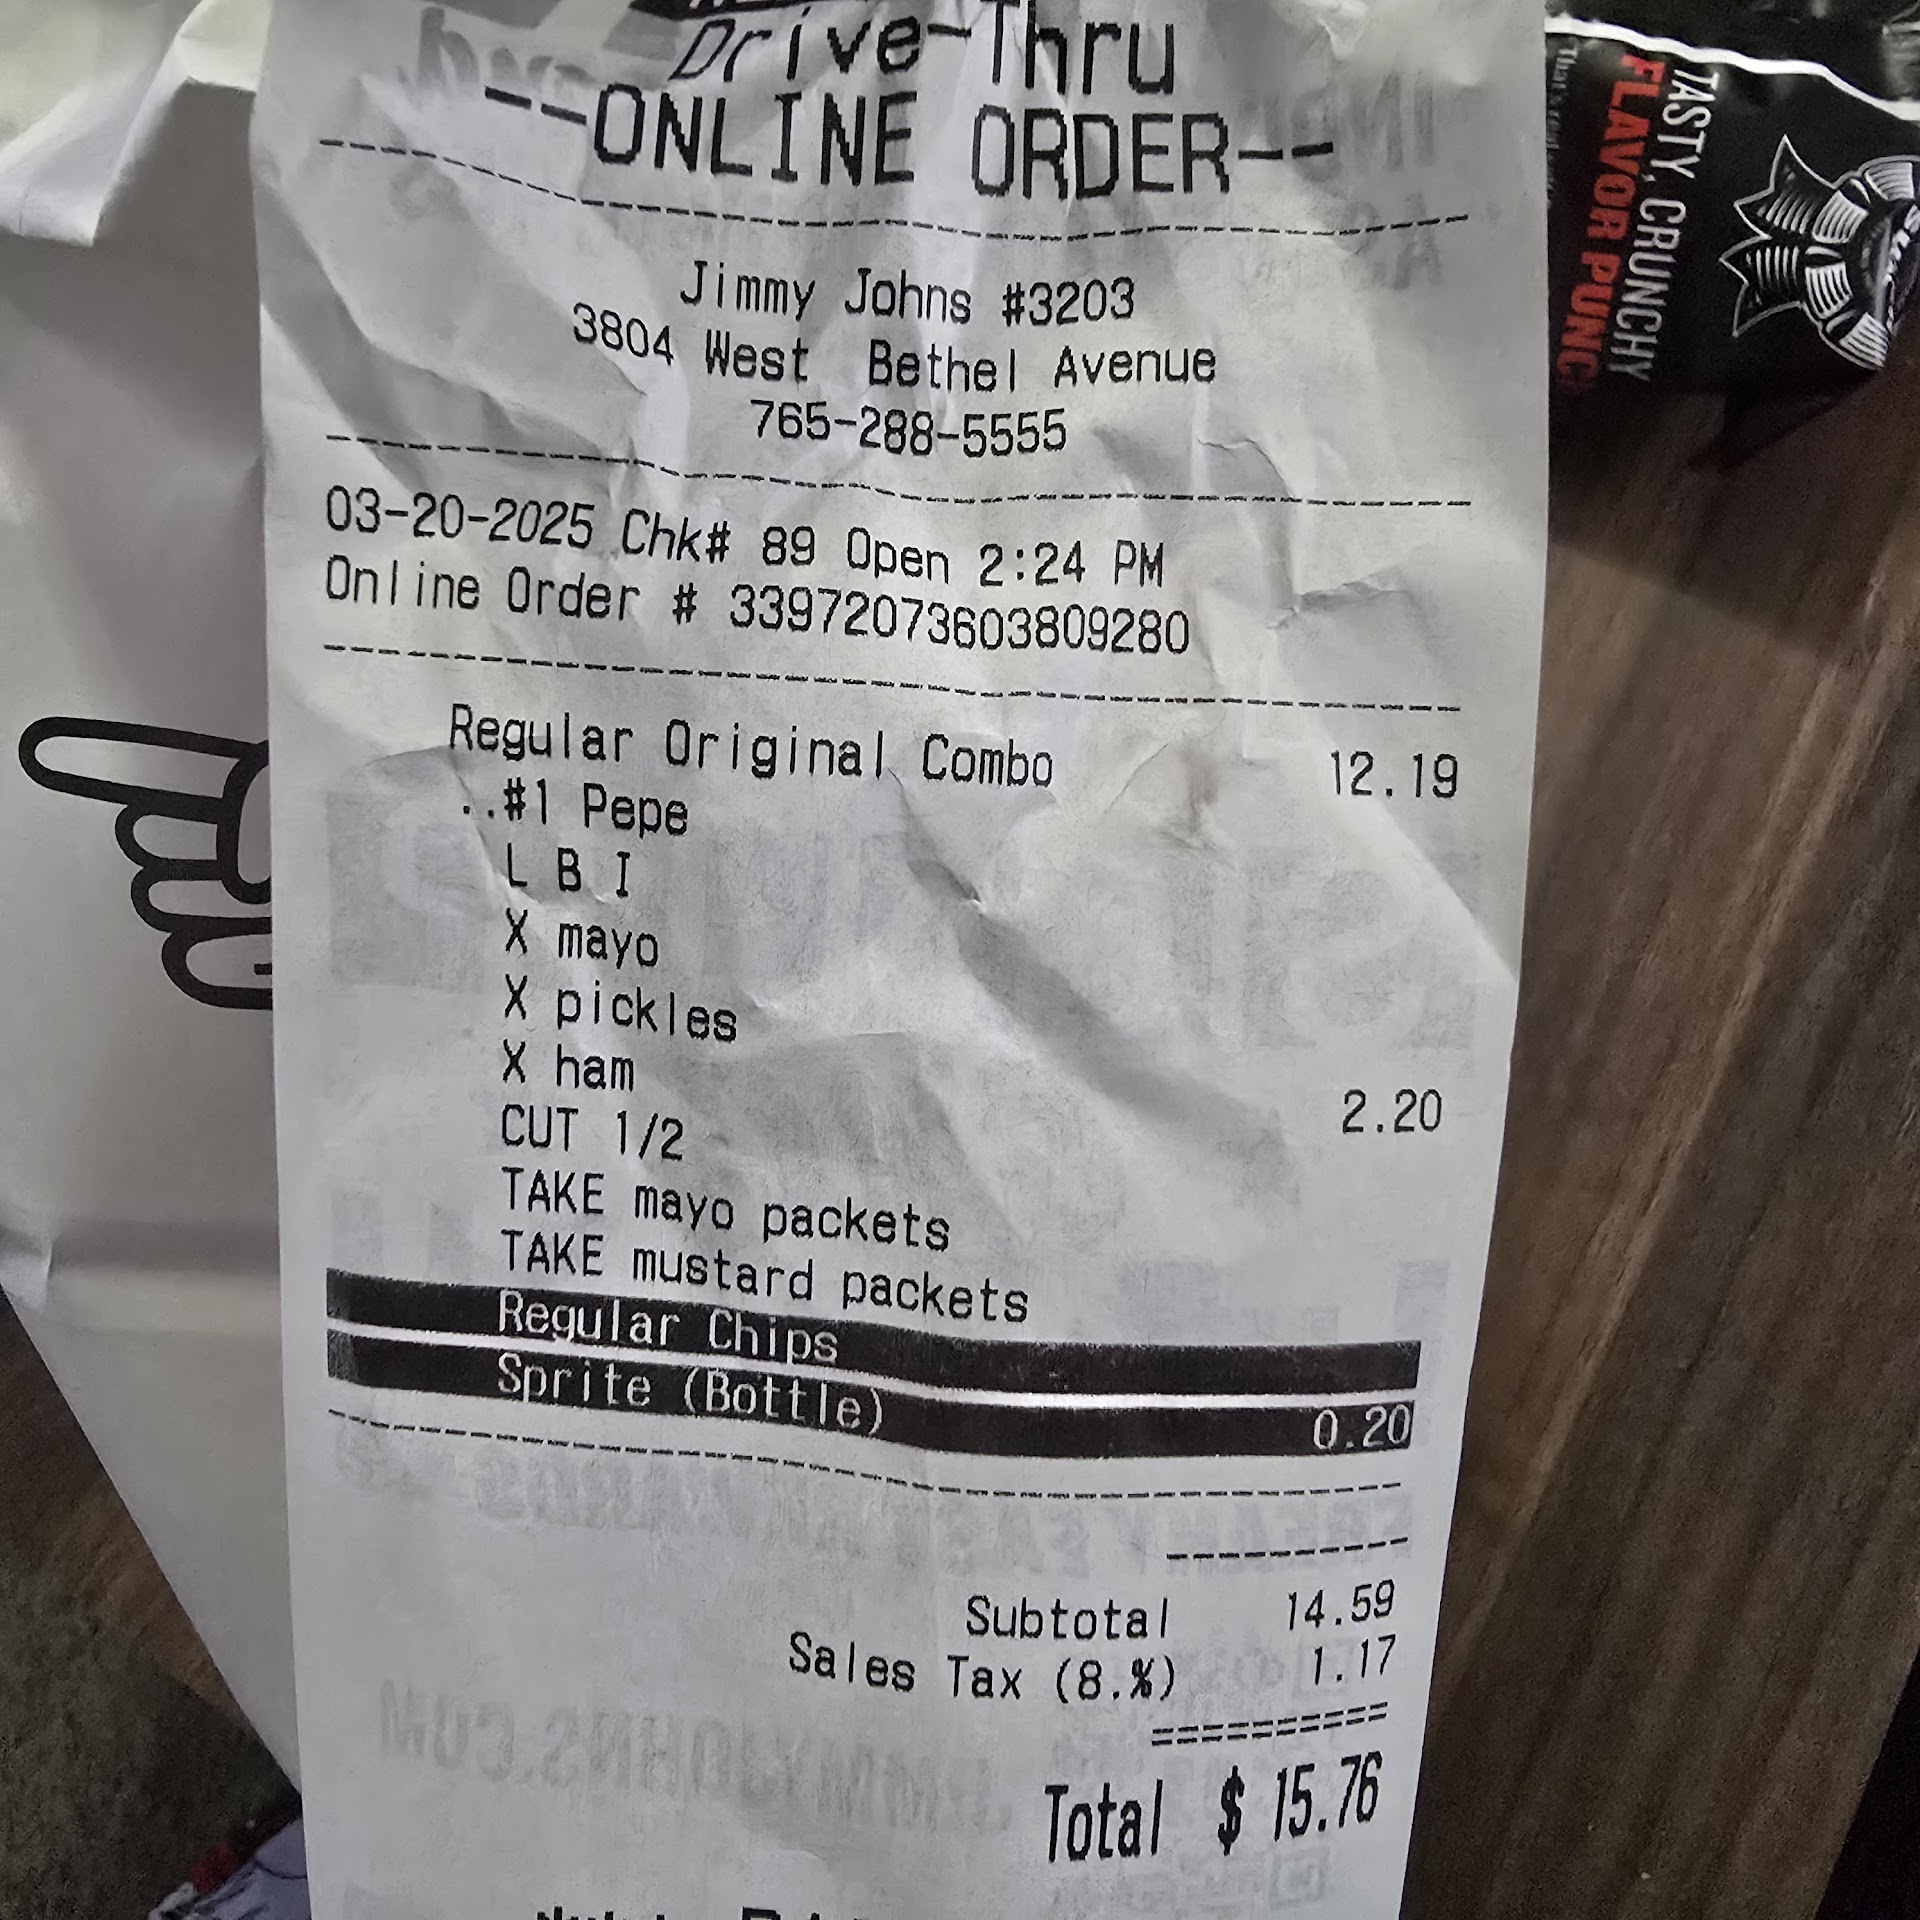 Drive-Thru
--ONLINE ORDER--
Jimmy Johns #3203
3804 West Bethel Avenue
765-288-5555
03-20-2025 Chk# 89 Open 2:24 PM
Online Order # 33972073603809280
Regular Original Combo 12.19
..#1 Pepe
L B I
X mayo
X pickles
X ham 2.20
CUT 1/2
TAKE mayo packets
TAKE mustard packets
Regular Chips
Sprite (Bottle) 0.20
Subtotal 14.59
Sales Tax (8.%) 1.17
==========
Total $ 15.76
TASTY, CRUNCHY
FLAVOR PUNCH